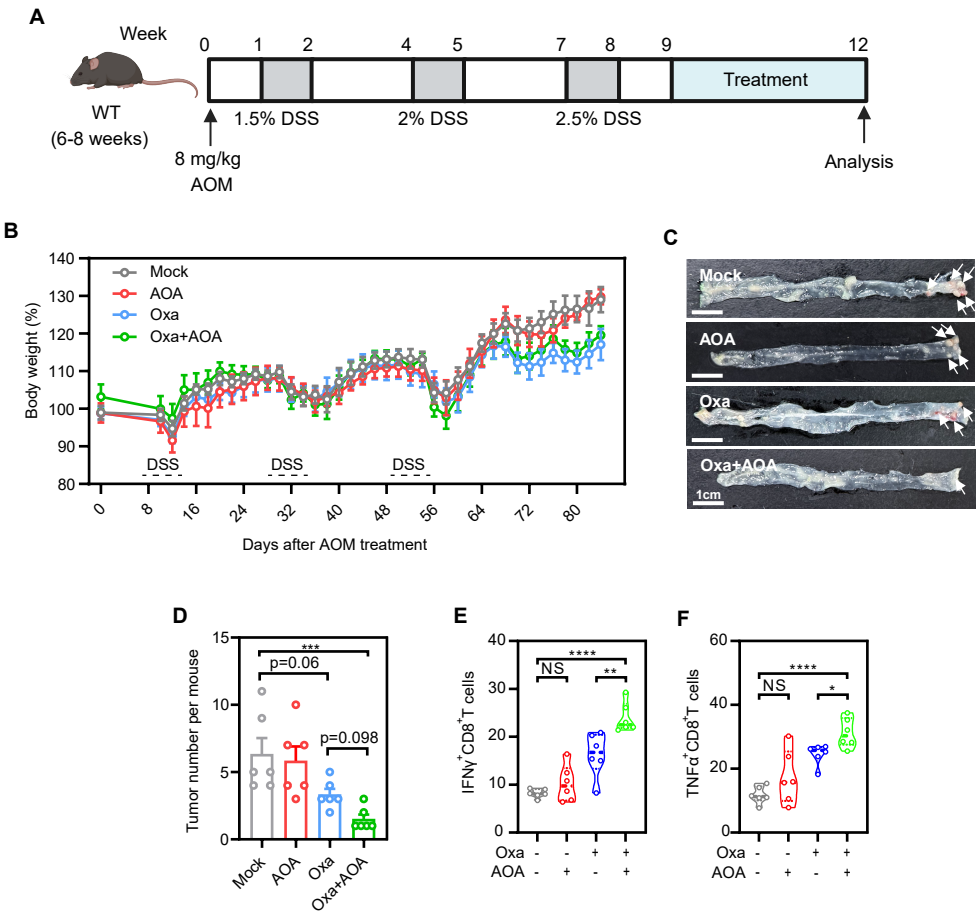 A
Week
0 1 2 4 5 7 8 9 12
Treatment
WT
(6-8 weeks)
1.5% DSS 2% DSS 2.5% DSS
8 mg/kg
AOM
Analysis
B
140
130
120
110
100
90
80
Body weight (%)
Mock
AOA
Oxa
Oxa+AOA
DSS DSS DSS
0 8 16 24 32 40 48 56 64 72 80
Days after AOM treatment
C
Mock
AOA
Oxa
Oxa+AOA
1cm
D
15
10
5
0
Tumor number per mouse
***
p=0.06
p=0.098
Mock AOA Oxa Oxa+AOA
E
40
30
20
10
0
IFNγ⁺CD8⁺T cells
****
NS **
Oxa - - + +
AOA - + - +
F
60
40
20
0
TNFα⁺CD8⁺T cells
****
NS *
Oxa - - + +
AOA - + - +